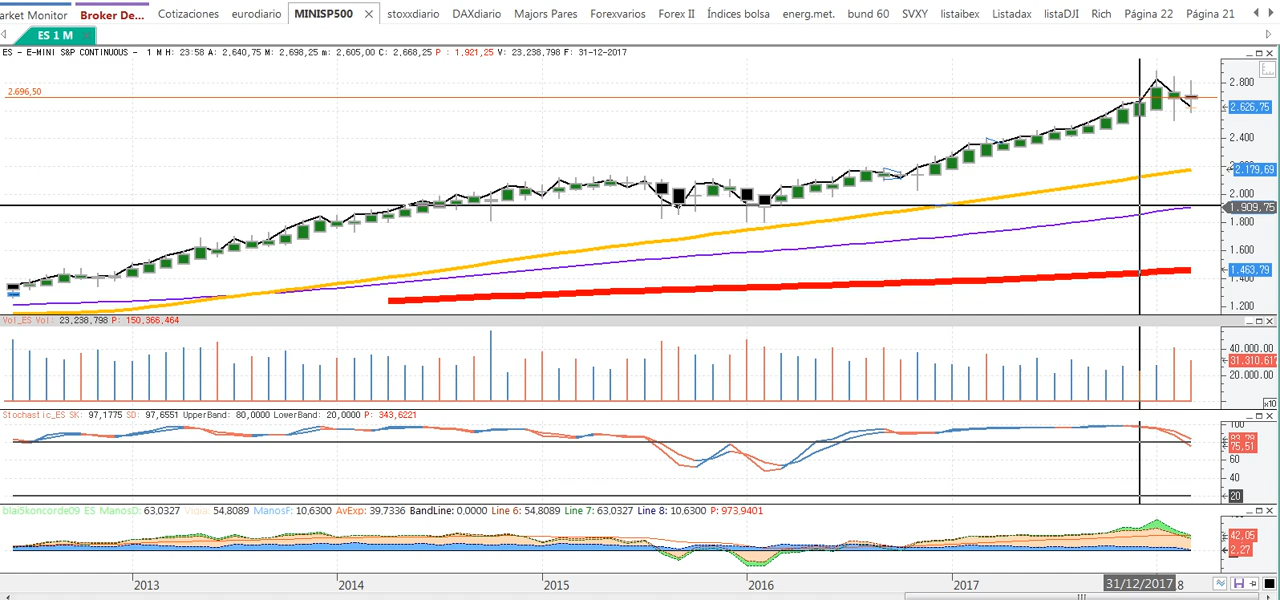 arket Monitor Broker De... Cotizaciones eurodiario MINISP500 stoxxdiario DAXdiario Majors Pares Forexvarios Forex II Índices bolsa energ.met. bund 60 SVXY listaibex Listadax listaDJI Rich Página 22 Página 21
ES 1 M
ES - E-MINI S&P CONTINUOUS - 1 M H: 23:58 A: 2.640,75 M: 2.698,25 m: 2.605,00 C: 2.668,25 P : 1.921,25 V: 23,238,798 F: 31-12-2017
2.696,50
2.800
2.626,75
2.400
2.179,69
2.000
1.909,75
1.800
1.600
1.463,79
1.200
Vol_ES Vol: 23,238,798 P: 150,366,464
40.000.00
31.310.617
20.000.00
x10
Stochastic_ES SK: 97,1775 SD: 97,6551 UpperBand: 80,0000 LowerBand: 20,0000 P: 343,6221
100
75,51
60
40
20
blai5koncorde09 ES ManosD: 63,0327 Vigia: 54,8089 ManosF: 10,6300 AvExp: 39,7336 BandLine: 0,0000 Line 6: 54,8089 Line 7: 63,0327 Line 8: 10,6300 P: 973,9401
42,05
2,27
2013 2014 2015 2016 2017 31/12/2017 8